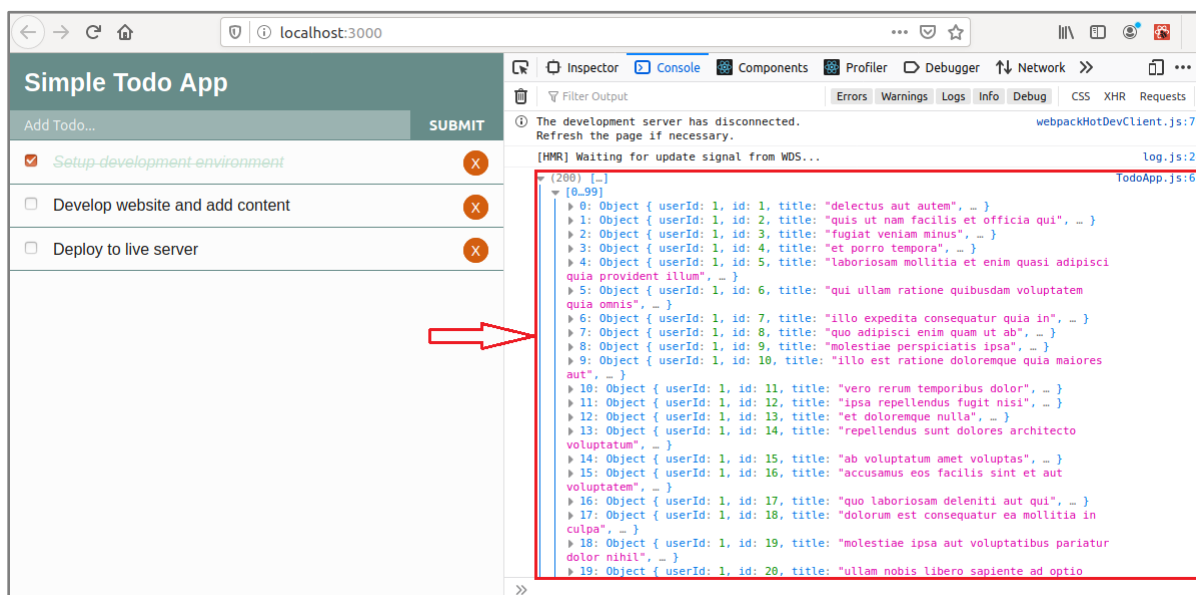 localhost:3000
Simple Todo App
Add Todo...
SUBMIT
Setup development environment
X
Develop website and add content
X
Deploy to live server
X
Inspector Console Components Profiler Debugger Network
Filter Output
Errors Warnings Logs Info Debug CSS XHR Requests
The development server has disconnected. webpackHotDevClient.js:7
Refresh the page if necessary.
[HMR] Waiting for update signal from WDS... log.js:2
(200) […] TodoApp.js:6
[0…99]
0: Object { userId: 1, id: 1, title: "delectus aut autem", … }
1: Object { userId: 1, id: 2, title: "quis ut nam facilis et officia qui", … }
2: Object { userId: 1, id: 3, title: "fugiat veniam minus", … }
3: Object { userId: 1, id: 4, title: "et porro tempora", … }
4: Object { userId: 1, id: 5, title: "laboriosam mollitia et enim quasi adipisci
quia provident illum", … }
5: Object { userId: 1, id: 6, title: "qui ullam ratione quibusdam voluptatem
quia omnis", … }
6: Object { userId: 1, id: 7, title: "illo expedita consequatur quia in", … }
7: Object { userId: 1, id: 8, title: "quo adipisci enim quam ut ab", … }
8: Object { userId: 1, id: 9, title: "molestiae perspiciatis ipsa", … }
9: Object { userId: 1, id: 10, title: "illo est ratione doloremque quia maiores
aut", … }
10: Object { userId: 1, id: 11, title: "vero rerum temporibus dolor", … }
11: Object { userId: 1, id: 12, title: "ipsa repellendus fugit nisi", … }
12: Object { userId: 1, id: 13, title: "et doloremque nulla", … }
13: Object { userId: 1, id: 14, title: "repellendus sunt dolores architecto
voluptatum", … }
14: Object { userId: 1, id: 15, title: "ab voluptatum amet voluptas", … }
15: Object { userId: 1, id: 16, title: "accusamus eos facilis sint et aut
voluptatem", … }
16: Object { userId: 1, id: 17, title: "quo laboriosam deleniti aut qui", … }
17: Object { userId: 1, id: 18, title: "dolorum est consequatur ea mollitia in
culpa", … }
18: Object { userId: 1, id: 19, title: "molestiae ipsa aut voluptatibus pariatur
dolor nihil", … }
19: Object { userId: 1, id: 20, title: "ullam nobis libero sapiente ad optio